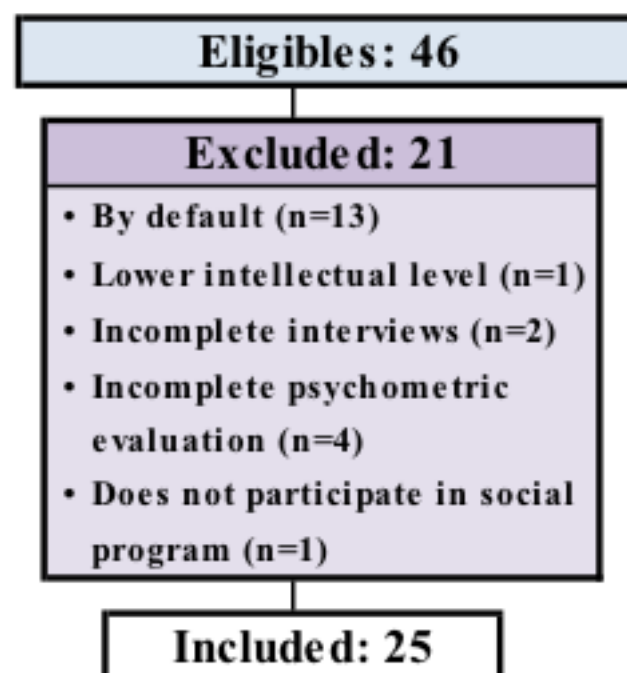 Eligibles: 46
Excluded: 21
• By default (n=13)
• Lower intellectual level (n=1)
• Incomplete interviews (n=2)
• Incomplete psychometric
evaluation (n=4)
• Does not participate in social
program (n=1)
Included: 25